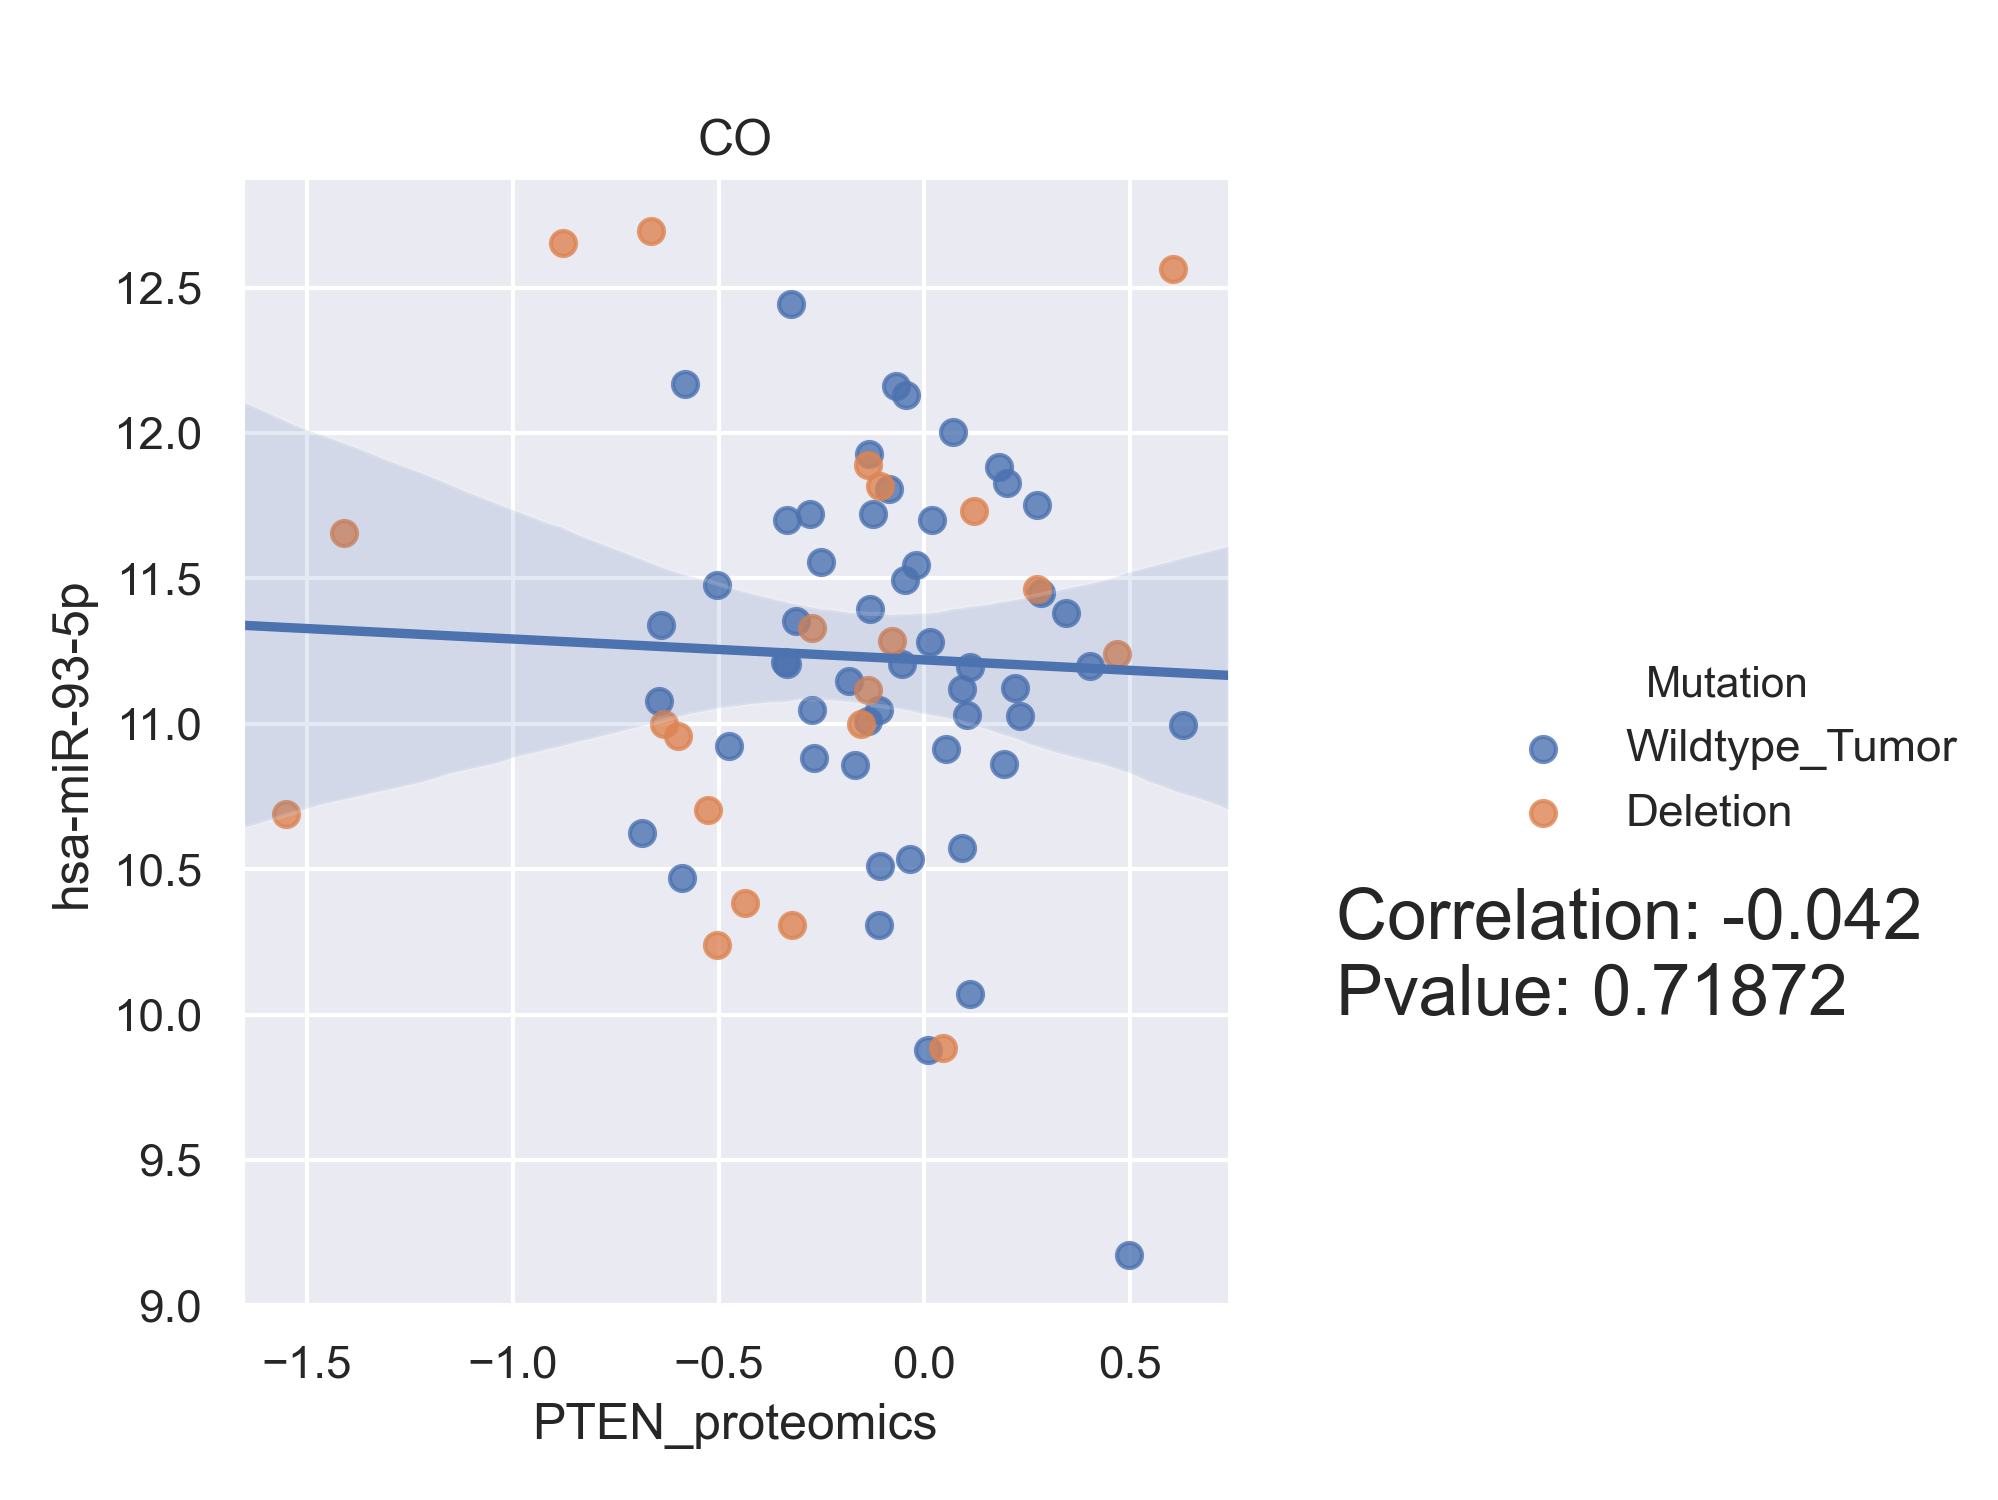 CO
12.5
12.0
11.5
11.0
10.5
10.0
9.5
9.0
hsa-miR-93-5p
−1.5
−1.0
−0.5
0.0
0.5
PTEN_proteomics
Mutation
Wildtype_Tumor
Deletion
Correlation: -0.042
Pvalue: 0.71872